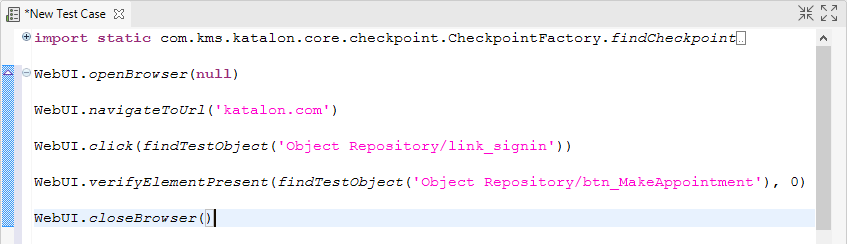 *New Test Case
import static com.kms.katalon.core.checkpoint.CheckpointFactory.findCheckpoint..
WebUI.openBrowser(null)
WebUI.navigateToUrl('katalon.com')
WebUI.click(findTestObject('Object Repository/link_signin'))
WebUI.verifyElementPresent(findTestObject('Object Repository/btn_MakeAppointment'), 0)
WebUI.closeBrowser()